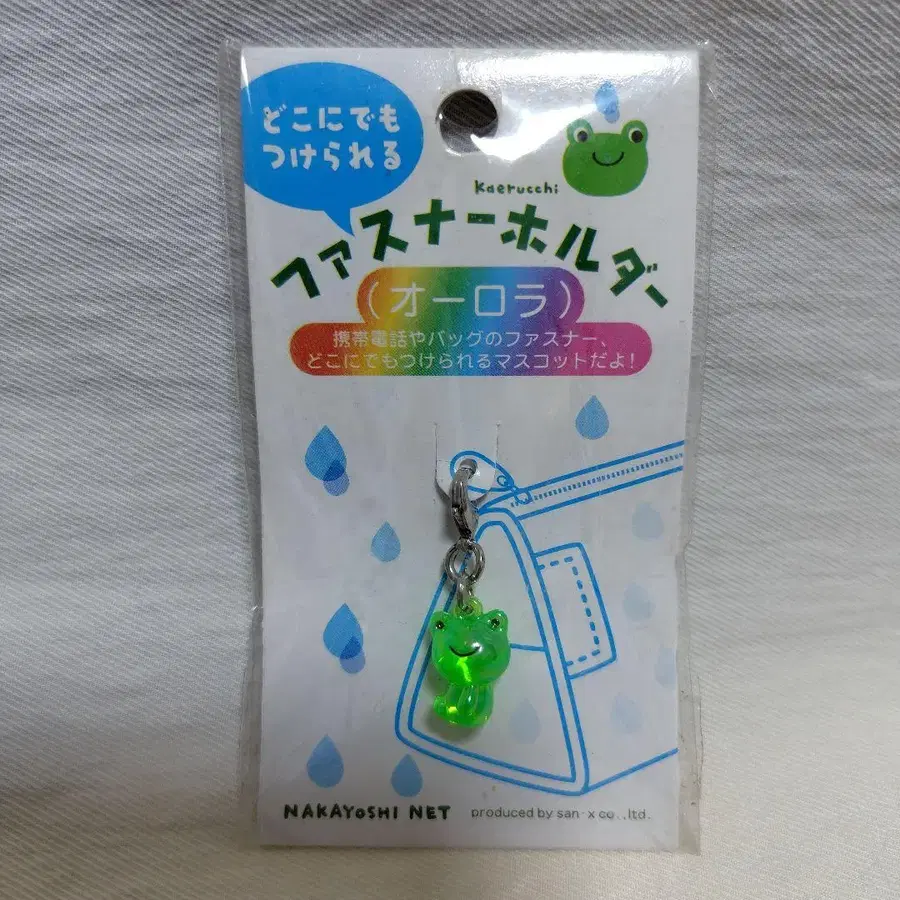 どこにでも
つけられる
Kaerucchi
ファスナーホルダー
(オーロラ)
携帯電話やバッグのファスナー、
どこにでもつけられるマスコットだよ!
NAKAYOSHI NET
produced by san·x co.,ltd.